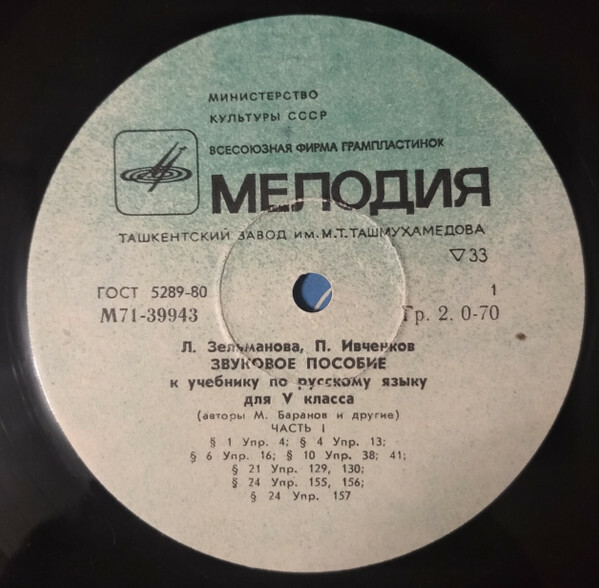 МИНИСТЕРСТВО
КУЛЬТУРЫ СССР
ВСЕСОЮЗНАЯ ФИРМА ГРАМПЛАСТИНОК
МЕЛОДИЯ
ТАШКЕНТСКИЙ ЗАВОД ИМ. М. Т. ТАШМУХАМЕДОВА
▽33
ГОСТ 5289-80 1
М71-39943 Гр. 2. 0-70
Л. Зельманова, П. Ивченков
ЗВУКОВОЕ ПОСОБИЕ
к учебнику по русскому языку
для V класса
(авторы М. Баранов и другие)
ЧАСТЬ I
§ 1 Упр. 4; § 4 Упр. 13;
§ 6 Упр. 16; § 10 Упр. 38; 41;
§ 21 Упр. 129, 130;
§ 24 Упр. 155, 156;
§ 24 Упр. 157